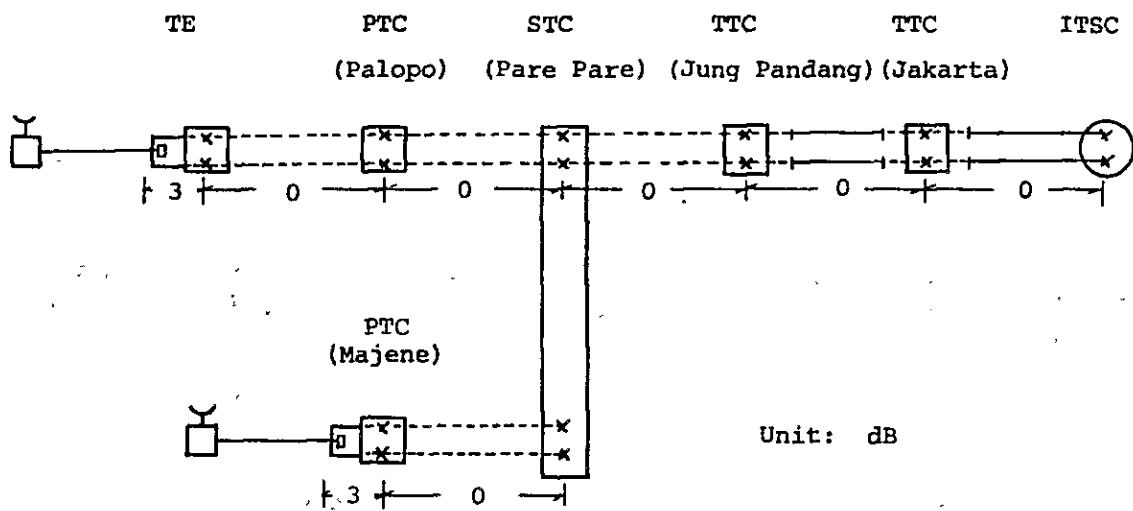 TE PTC STC TTC TTC ITSC
(Palopo) (Pare Pare) (Jung Pandang) (Jakarta)
3 0 0 0 0 0
PTC
(Majene)
Unit: dB
3 0